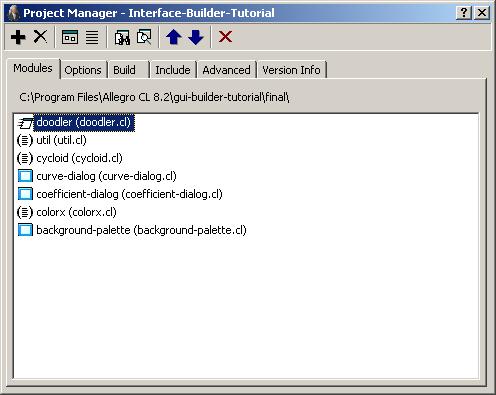 Project Manager - Interface-Builder-Tutorial
Modules Options Build Include Advanced Version Info
C:\Program Files\Allegro CL 8.2\gui-builder-tutorial\final\
doodler (doodler.cl)
util (util.cl)
cycloid (cycloid.cl)
curve-dialog (curve-dialog.cl)
coefficient-dialog (coefficient-dialog.cl)
colorx (colorx.cl)
background-palette (background-palette.cl)